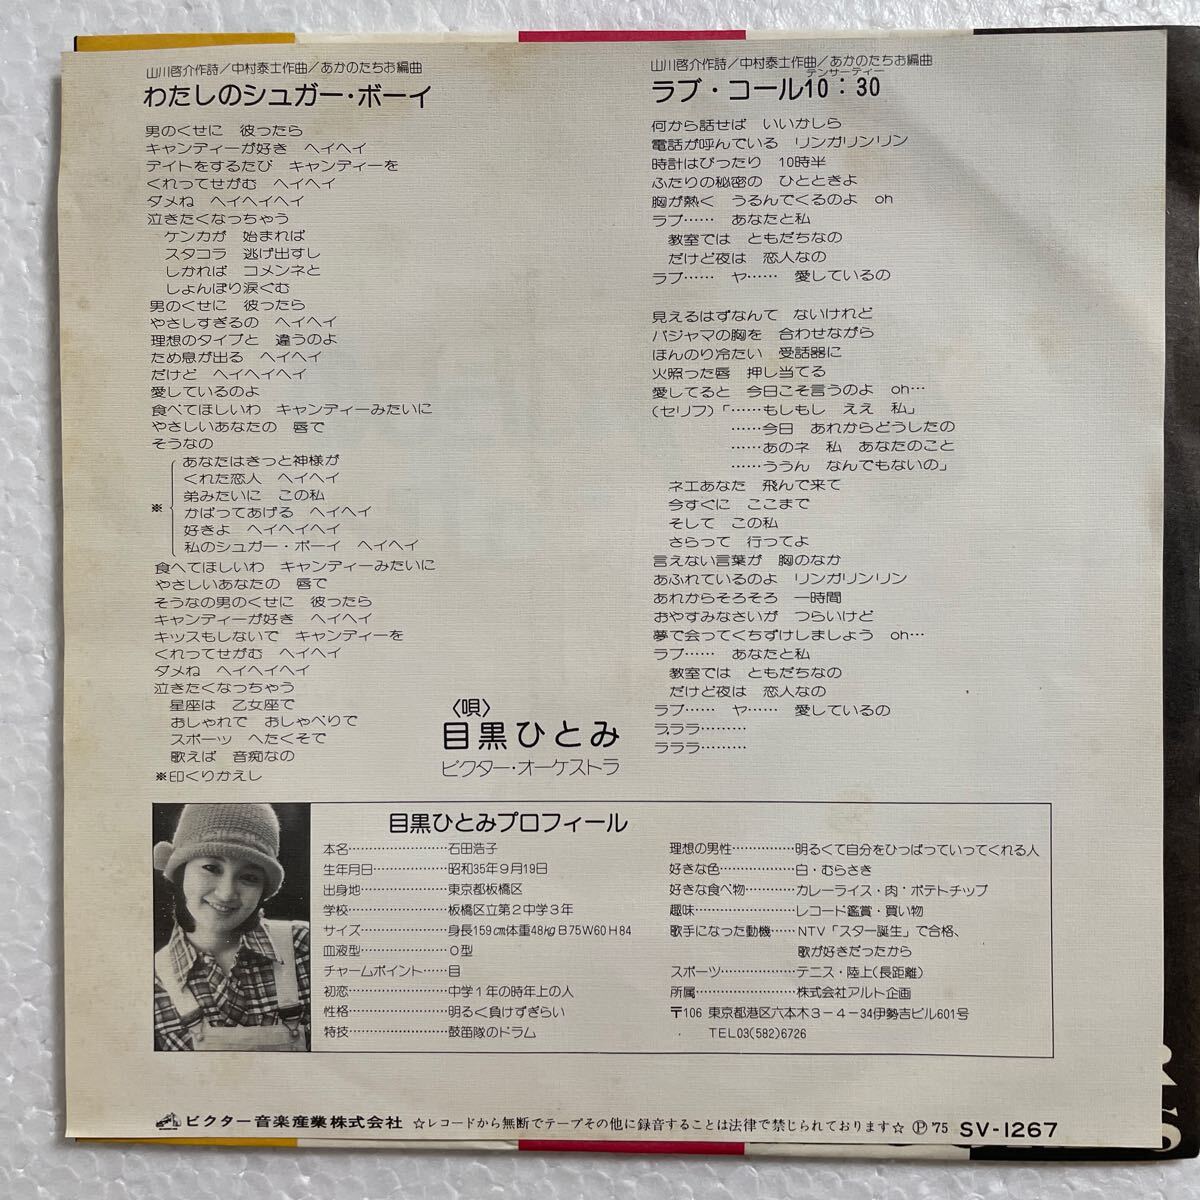 山川啓介作詩／中村泰士作曲／あかのたちお編曲
わたしのシュガー・ボーイ
男のくせに 彼ったら
キャンディーが好き ヘイヘイ
デイトをするたび キャンディーを
くれってせがむ ヘイヘイ
ダメね ヘイヘイヘイ
泣きたくなっちゃう
ケンカが 始まれば
スタコラ 逃げ出すし
しかれば コメンネと
しょんぼり涙ぐむ
男のくせに 彼ったら
やさしすぎるの ヘイヘイ
理想のタイプと 違うのよ
ため息が出る ヘイヘイ
だけど ヘイヘイヘイ
愛しているのよ
食べてほしいわ キャンディーみたいに
やさしいあなたの 唇で
そうなの
あなたはきっと神様が
くれた恋人 ヘイヘイ
弟みたいに この私
※ かばってあげる ヘイヘイ
好きよ ヘイヘイヘイ
私のシュガー・ボーイ ヘイヘイ
食べてほしいわ キャンディーみたいに
やさしいあなたの 唇で
そうなの男のくせに 彼ったら
キャンディーが好き ヘイヘイ
キッスもしないで キャンディーを
くれってせがむ ヘイヘイ
ダメね ヘイヘイヘイ
泣きたくなっちゃう
星座は 乙女座で
おしゃれで おしゃべりで
スポーツ へたくそで
歌えば 音痴なの
※印くりかえし
山川啓介作詩／中村泰士作曲／あかのたちお編曲
テンサーティー
ラブ・コール10：30
何から話せば いいかしら
電話が呼んでいる リンガリンリン
時計はぴったり 10時半
ふたりの秘密の ひとときよ
胸が熱く うるんでくるのよ oh
ラブ…… あなたと私
教室では ともだちなの
だけど夜は 恋人なの
ラブ…… ヤ…… 愛しているの
見えるはずなんて ないけれど
パジャマの胸を 合わせながら
ほんのり冷たい 受話器に
火照った唇 押し当てる
愛してると 今日こそ言うのよ oh…
(セリフ)「……もしもし ええ 私」
……今日 あれからどうしたの
……あのネ 私 あなたのこと
……ううん なんでもないの」
ネエあなた 飛んで来て
今すぐに ここまで
そして この私
さらって 行ってよ
言えない言葉が 胸のなか
あふれているのよ リンガリンリン
あれからそろそろ 一時間
おやすみなさいが つらいけど
夢で会ってくちずけしましょう oh…
ラブ…… あなたと私
教室では ともだちなの
だけど夜は 恋人なの
ラブ…… ヤ…… 愛しているの
ラブララ………
ラララ………
〈唄〉
目黒ひとみ
ビクター・オーケストラ
目黒ひとみプロフィール
本名……………………石田浩子
生年月日………………昭和35年9月19日
出身地…………………東京都板橋区
学校……………………板橋区立第2中学3年
サイズ…………………身長159㎝体重48㎏B75W60H84
血液型…………………O型
チャームポイント……目
初恋……………………中学1年の時年上の人
性格……………………明るく負けずぎらい
特技……………………鼓笛隊のドラム
理想の男性……………明るくて自分をひっぱっていってくれる人
好きな色………………白・むらさき
好きな食べ物…………カレーライス・肉・ポテトチップ
趣味……………………レコード鑑賞・買い物
歌手になった動機……NTV「スター誕生」で合格、
歌が好きだったから
スポーツ………………テニス・陸上(長距離)
所属……………………株式会社アルト企画
〒106 東京都港区六本木3－4－34伊勢吉ビル601号
TEL03(582)6726
ビクター音楽産業株式会社 ☆レコードから無断でテープその他に録音することは法律で禁じられております☆ Ⓟ75 SV-1267